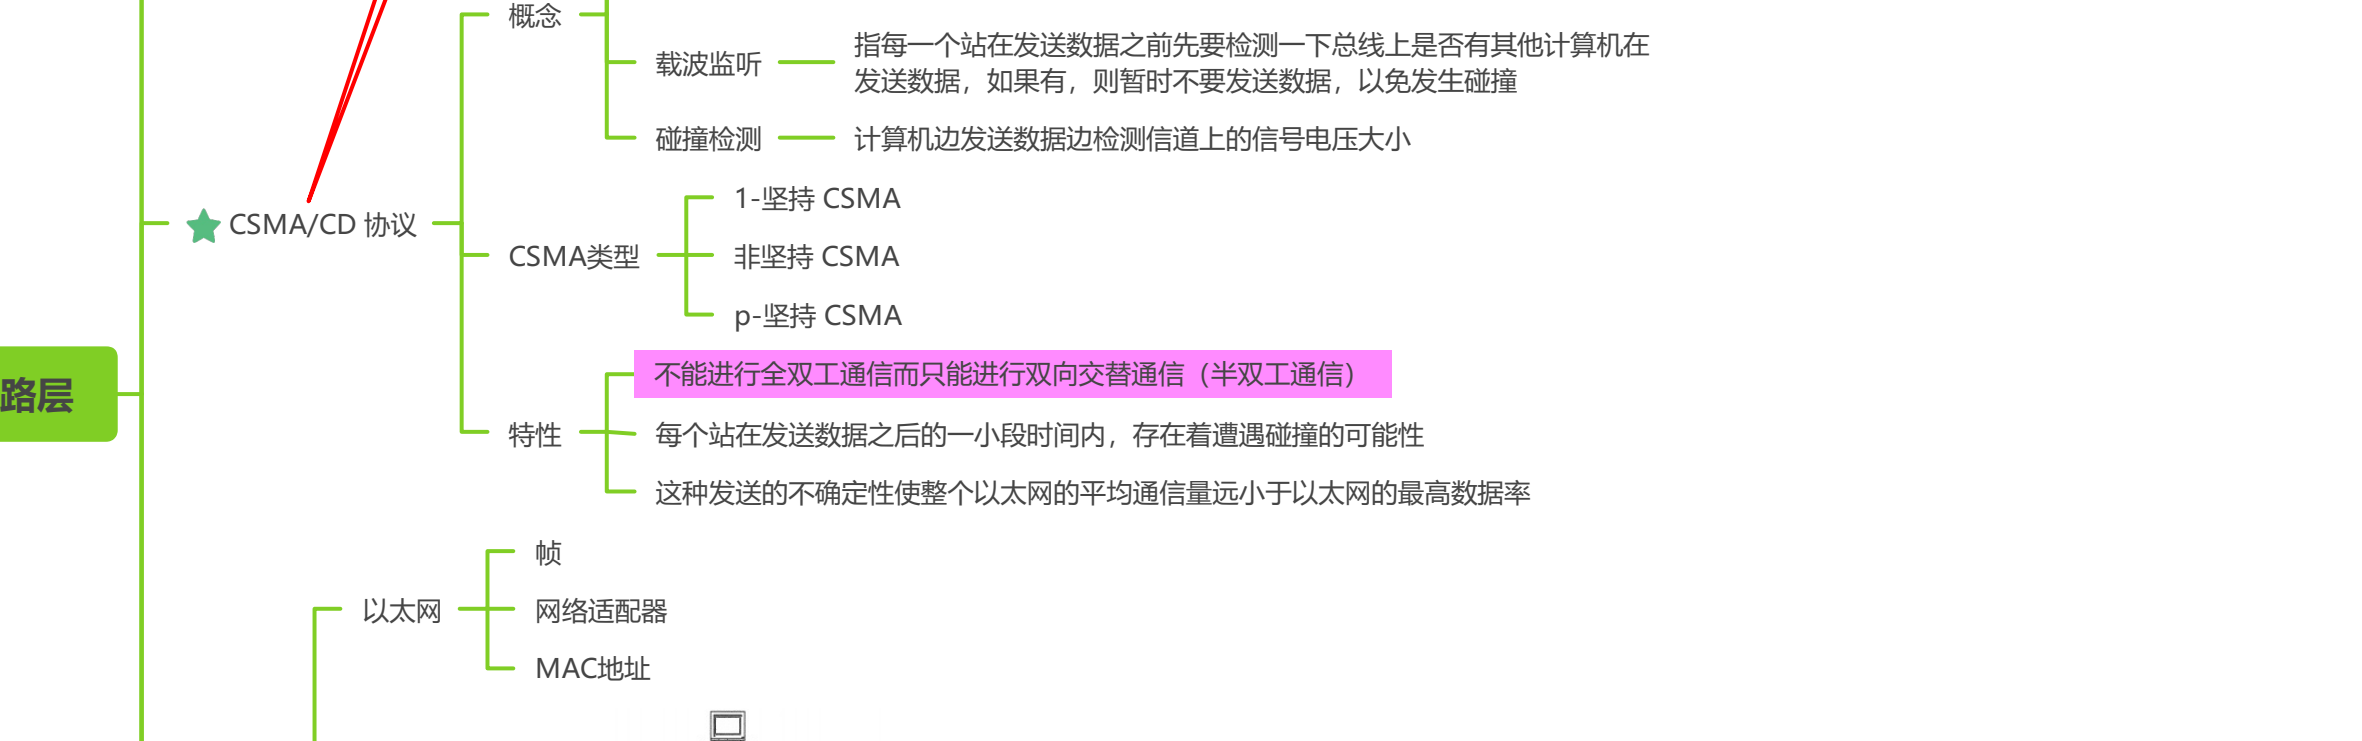 概念
载波监听
指每一个站在发送数据之前先要检测一下总线上是否有其他计算机在
发送数据，如果有，则暂时不要发送数据，以免发生碰撞
碰撞检测
计算机边发送数据边检测信道上的信号电压大小
CSMA/CD 协议
CSMA类型
1-坚持 CSMA
非坚持 CSMA
p-坚持 CSMA
路层
特性
不能进行全双工通信而只能进行双向交替通信（半双工通信）
每个站在发送数据之后的一小段时间内，存在着遭遇碰撞的可能性
这种发送的不确定性使整个以太网的平均通信量远小于以太网的最高数据率
以太网
帧
网络适配器
MAC地址